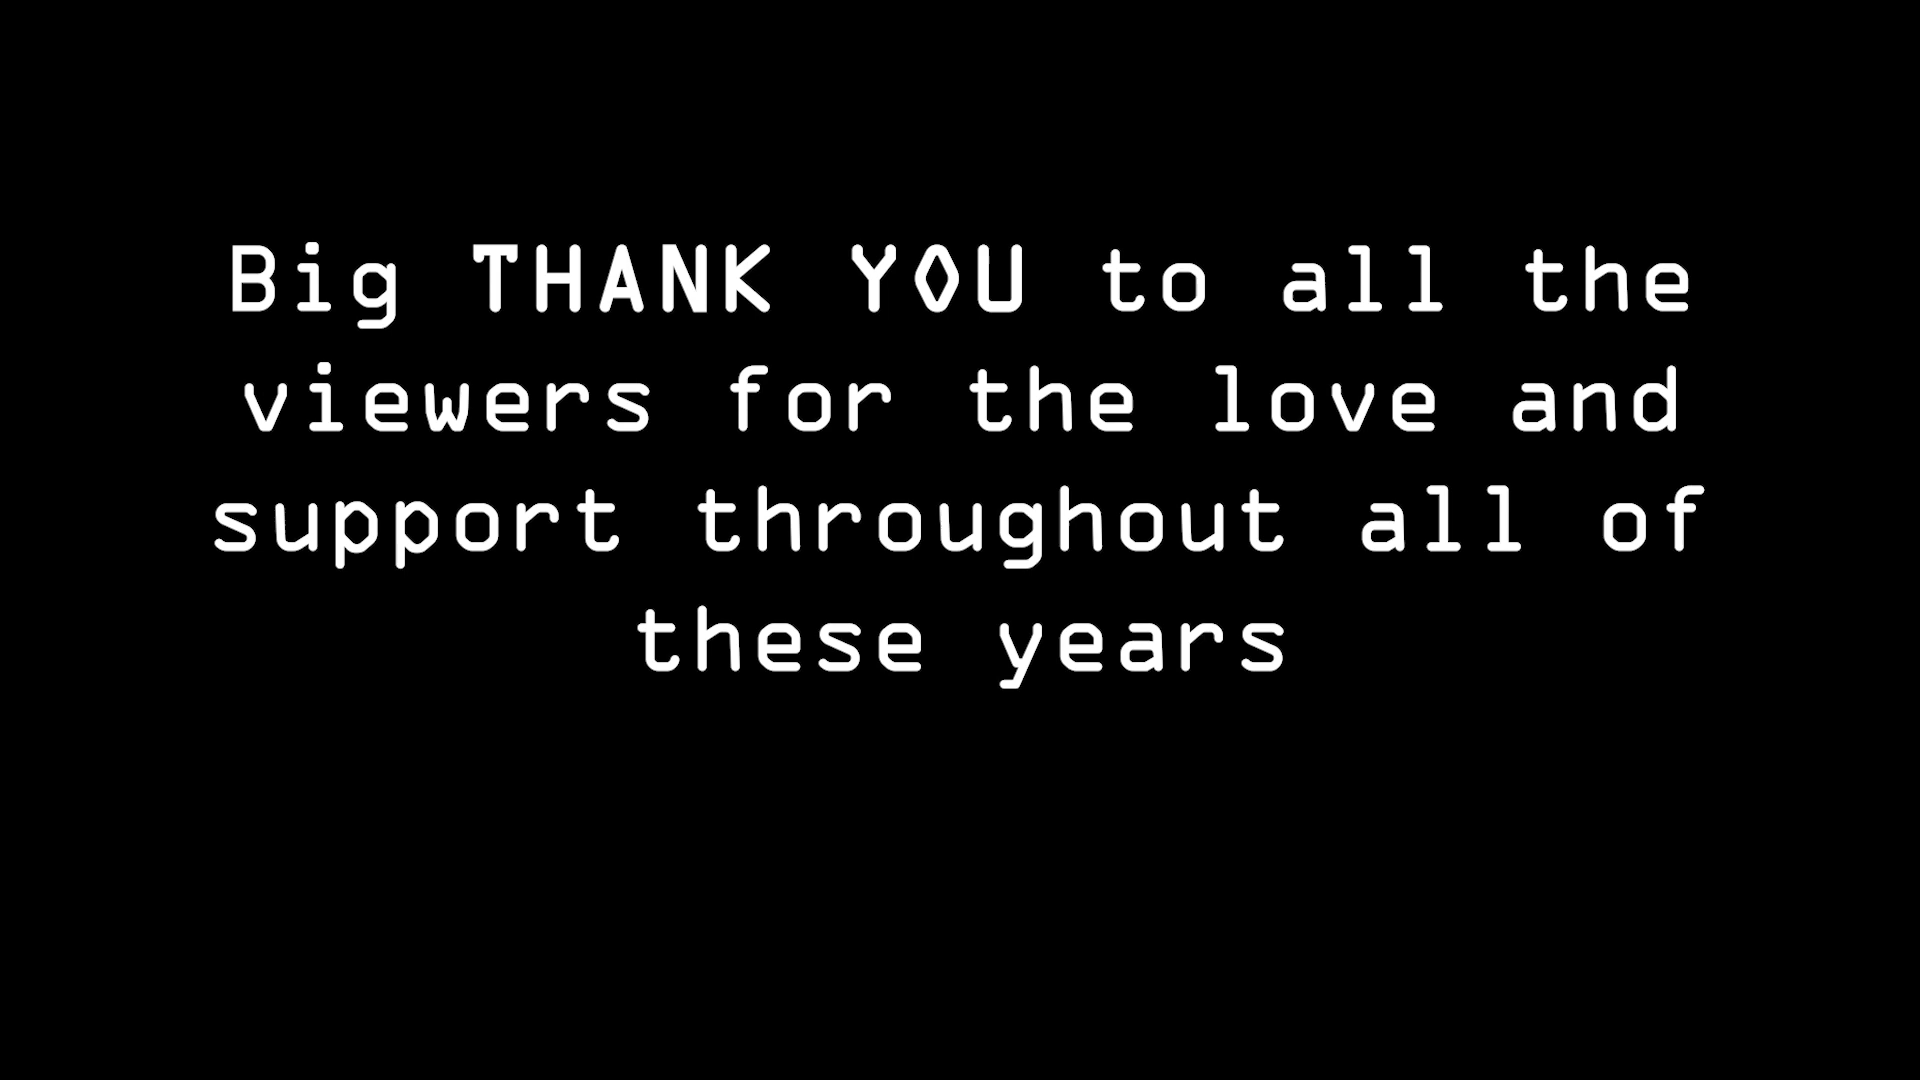 Big THANK YOU to all the
viewers for the love and
support throughout all of
these years